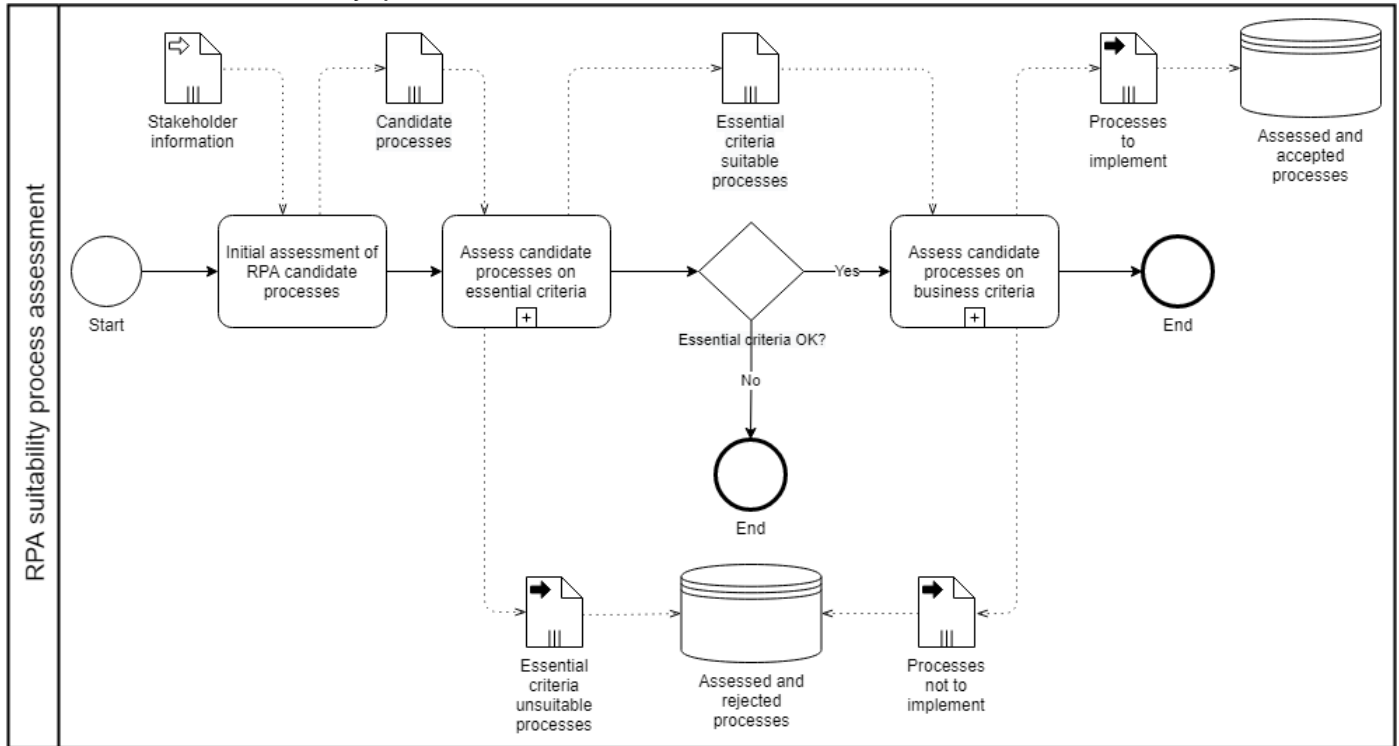 RPA suitability process assessment
Stakeholder
information
Candidate
processes
Essential
criteria
suitable
processes
Processes
to
implement
Assessed and
accepted
processes
Start
Initial assessment of
RPA candidate
processes
Assess candidate
processes on
essential criteria
Essential criteria OK?
Yes
No
Assess candidate
processes on
business criteria
End
End
Essential
criteria
unsuitable
processes
Assessed and
rejected
processes
Processes
not to
implement